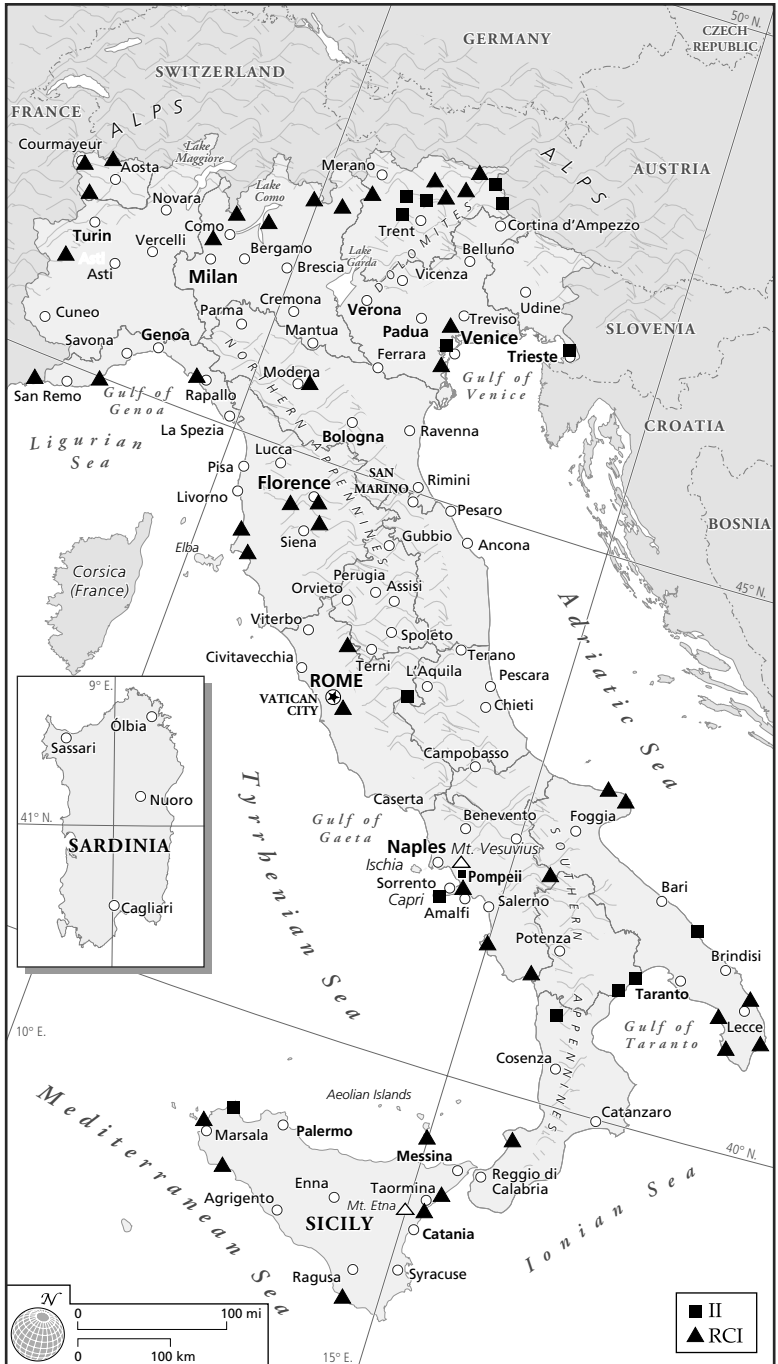 50° N.
CZECH
REPUBLIC
GERMANY
SWITZERLAND
FRANCE
ALPS
Courmayeur
Aosta
Lake
Maggiore
Merano
ALPS
AUSTRIA
Novara
Lake
Como
Como
Trent
DOLOMITES
Cortina d’Ampezzo
Turin
Vercelli
Bergamo
Belluno
Asti
Asti
Milan
Brescia
Lake
Garda
Vicenza
Cuneo
Cremona
Parma
Verona
Udine
Savona
Genoa
Mantua
Padua
Treviso
Venice
SLOVENIA
Ferrara
Trieste
San Remo
Gulf of
Genoa
Rapallo
Modena
Gulf of
Venice
NORTHERN APPENNINES
La Spezia
Bologna
Ravenna
CROATIA
Ligurian
Sea
Lucca
Pisa
Florence
SAN
MARINO
Rimini
Livorno
Pesaro
BOSNIA
Siena
Gubbio
Ancona
Elba
Corsica
(France)
Perugia
Orvieto
Assisi
45° N.
Viterbo
Spoleto
Civitavecchia
Terni
Terano
Adriatic Sea
ROME
L’Aquila
Pescara
VATICAN
CITY
Chieti
9° E.
Ólbia
Sassari
Nuoro
41° N.
SARDINIA
Cagliari
Campobasso
Tyrrhenian Sea
Caserta
Gulf of
Gaeta
Benevento
Foggia
Naples
Mt. Vesuvius
Ischia
Pompeii
SOUTHERN
Sorrento
Capri
Amalfi
Salerno
Bari
Potenza
Brindisi
Taranto
Lecce
10° E.
APPENNINES
Gulf of
Taranto
Cosenza
Mediterranean Sea
Aeolian Islands
Catanzaro
Marsala
Palermo
Messina
40° N.
Reggio di
Calabria
Enna
Taormina
Agrigento
Mt. Etna
SICILY
Catania
Ionian Sea
Ragusa
Syracuse
N
0
100 mi
0
100 km
15° E.
II
RCI